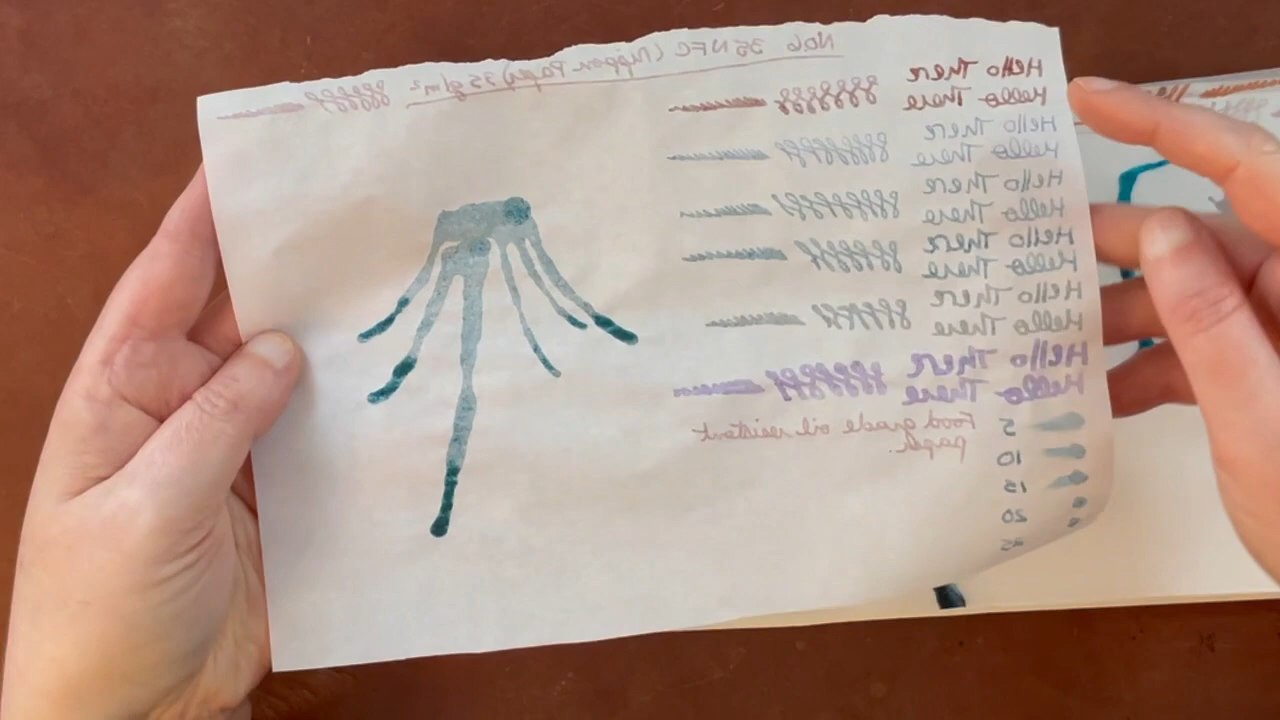 No6 35 NFC (Nippon Paper) 35 g/m²
Hello There
Hello There
Hello There
Hello There
Hello There
Hello There
Hello There
Hello There
Hello There
Hello There
Hello There
Hello There
Food grade oil resistant
paper.
5
10
15
20
25